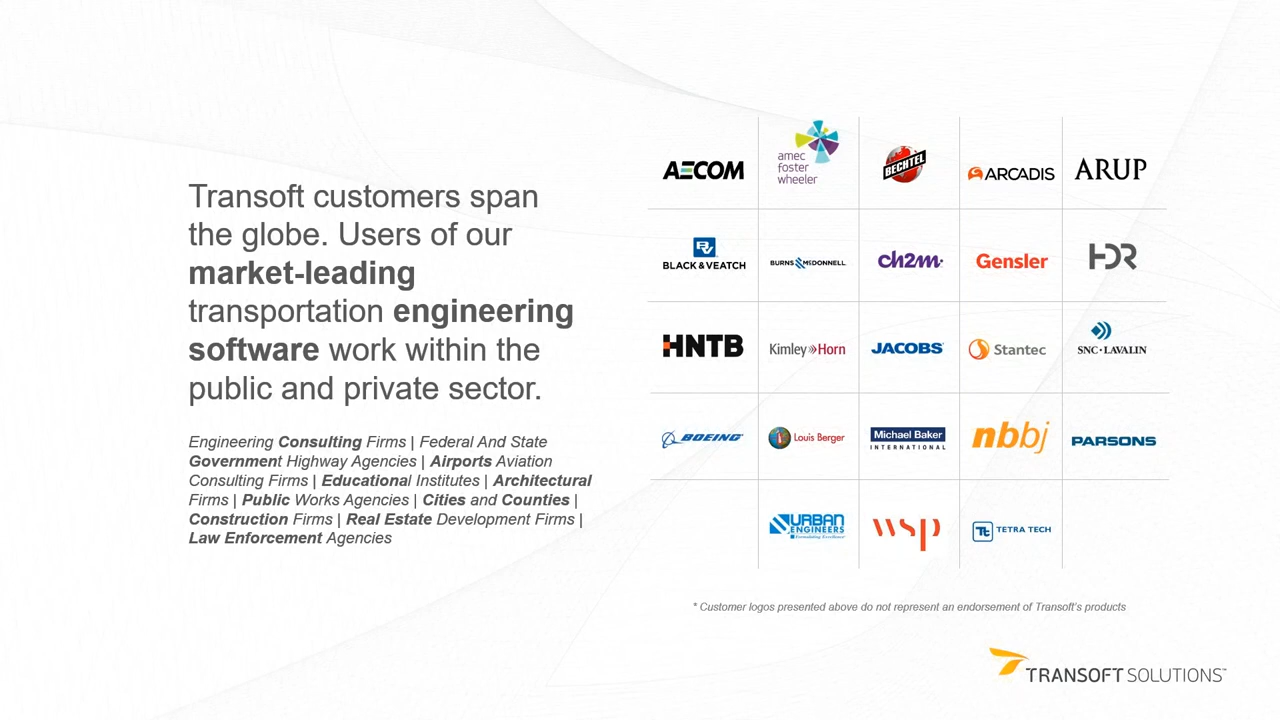 Transoft customers span
the globe. Users of our
market-leading
transportation engineering
software work within the
public and private sector.
Engineering Consulting Firms | Federal And State
Government Highway Agencies | Airports Aviation
Consulting Firms | Educational Institutes | Architectural
Firms | Public Works Agencies | Cities and Counties |
Construction Firms | Real Estate Development Firms |
Law Enforcement Agencies
AECOM
amec
foster
wheeler
BECHTEL
ARCADIS
ARUP
BV
BLACK & VEATCH
BURNS MCDONNELL
ch2m
Gensler
HDR
HNTB
Kimley»Horn
JACOBS
Stantec
SNC • LAVALIN
BOEING
Louis Berger
Michael Baker
INTERNATIONAL
nbbj
PARSONS
URBAN
ENGINEERS
Formulating Excellence
wsp
Tt TETRA TECH
* Customer logos presented above do not represent an endorsement of Transoft's products
TRANSOFT SOLUTIONS™